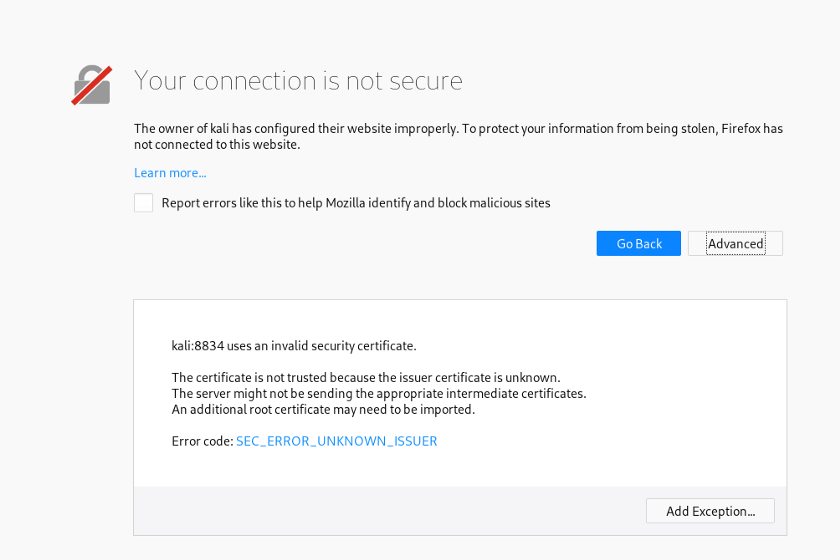 Your connection is not secure
The owner of kali has configured their website improperly. To protect your information from being stolen, Firefox has
not connected to this website.
Learn more...
Report errors like this to help Mozilla identify and block malicious sites
Go Back
Advanced
kali:8834 uses an invalid security certificate.
The certificate is not trusted because the issuer certificate is unknown.
The server might not be sending the appropriate intermediate certificates.
An additional root certificate may need to be imported.
Error code: SEC_ERROR_UNKNOWN_ISSUER
Add Exception...